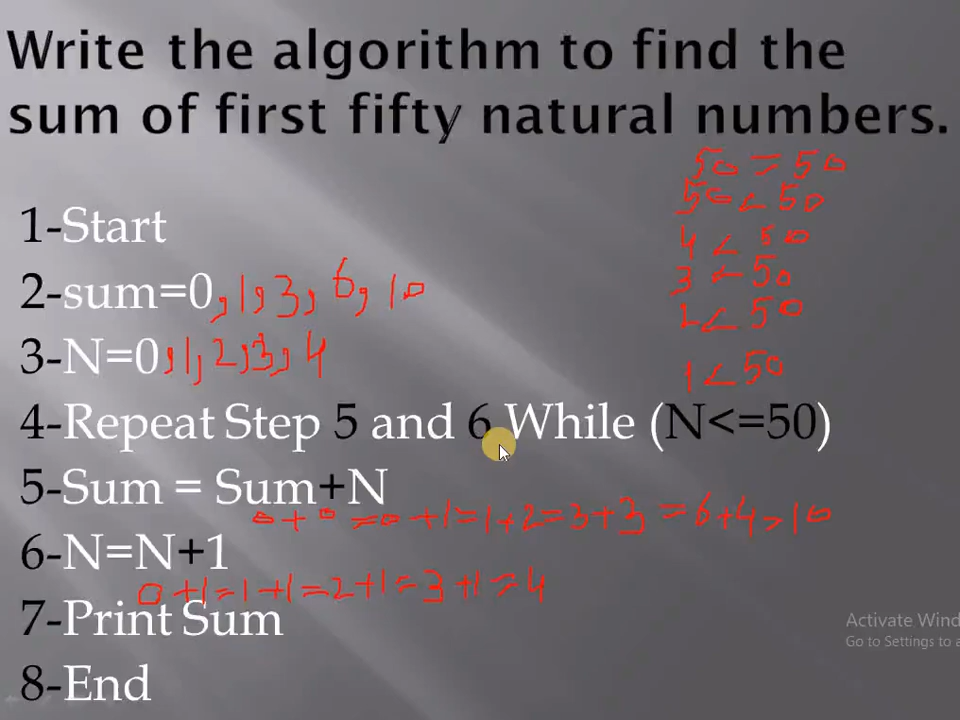 Write the algorithm to find the
sum of first fifty natural numbers.
50 = 50
50 < 50
4 < 50
3 < 50
2 < 50
1 < 50
1-Start
2-sum=0,1,3,6,10
3-N=0,1,2,3,4
4-Repeat Step 5 and 6 While (N<=50)
5-Sum = Sum+N
0+0=0+1=1+2=3+3=6+4>10
6-N=N+1
0+1=1+1=2+1=3+1=4
7-Print Sum
8-End
Activate Wind
Go to Settings to a